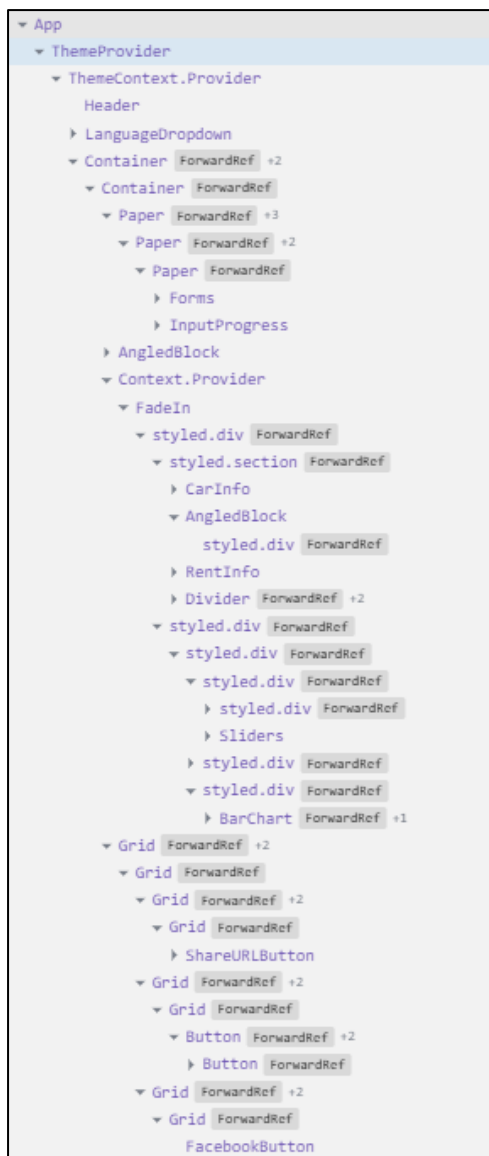 App
ThemeProvider
ThemeContext.Provider
Header
LanguageDropdown
Container ForwardRef +2
Container ForwardRef
Paper ForwardRef +3
Paper ForwardRef +2
Paper ForwardRef
Forms
InputProgress
AngledBlock
Context.Provider
FadeIn
styled.div ForwardRef
styled.section ForwardRef
CarInfo
AngledBlock
styled.div ForwardRef
RentInfo
Divider ForwardRef +2
styled.div ForwardRef
styled.div ForwardRef
styled.div ForwardRef
styled.div ForwardRef
Sliders
styled.div ForwardRef
styled.div ForwardRef
BarChart ForwardRef +1
Grid ForwardRef +2
Grid ForwardRef
Grid ForwardRef +2
Grid ForwardRef
ShareURLButton
Grid ForwardRef +2
Grid ForwardRef
Button ForwardRef +2
Button ForwardRef
Grid ForwardRef +2
Grid ForwardRef
FacebookButton